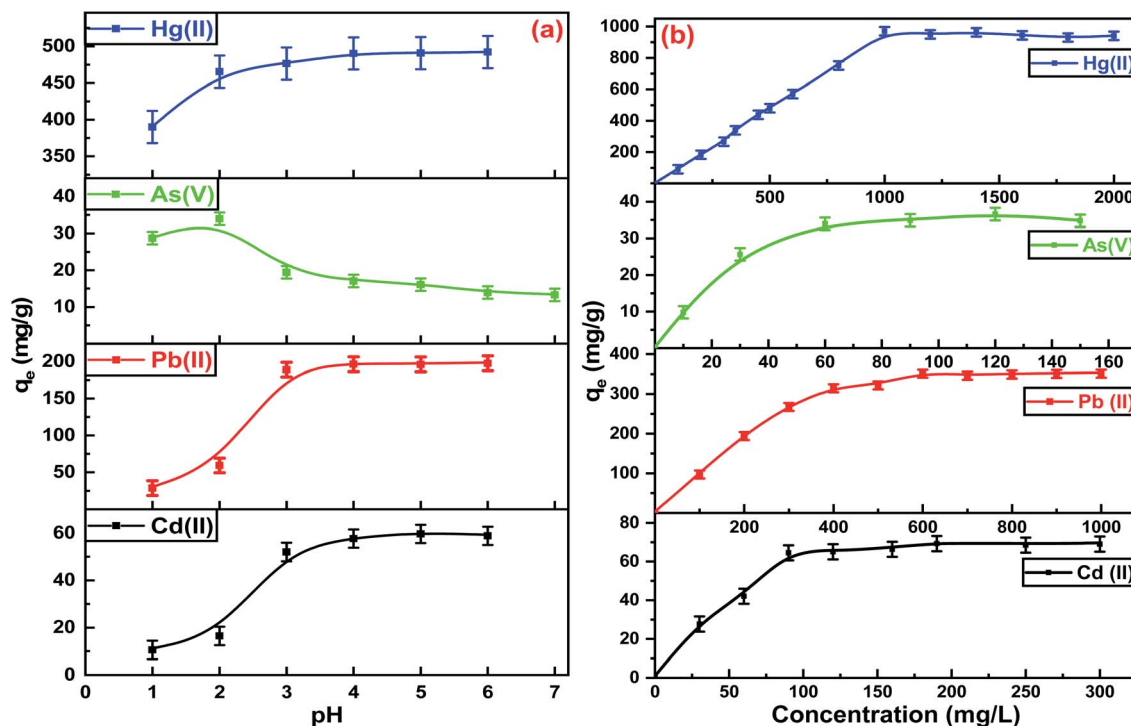 Hg(II)
(a)
500
450
400
350
As(V)
40
30
20
10
Pb(II)
200
150
100
50
Cd(II)
60
40
20
0
0 1 2 3 4 5 6 7
pH
qe (mg/g)
(b)
1000
800
600
400
200
Hg(II)
500 1000 1500 2000
40
30
20
10
As(V)
20 40 60 80 100 120 140 160
400
300
200
100
Pb (II)
200 400 600 800 1000
80
60
40
20
0
Cd (II)
0 50 100 150 200 250 300
Concentration (mg/L)
qe (mg/g)